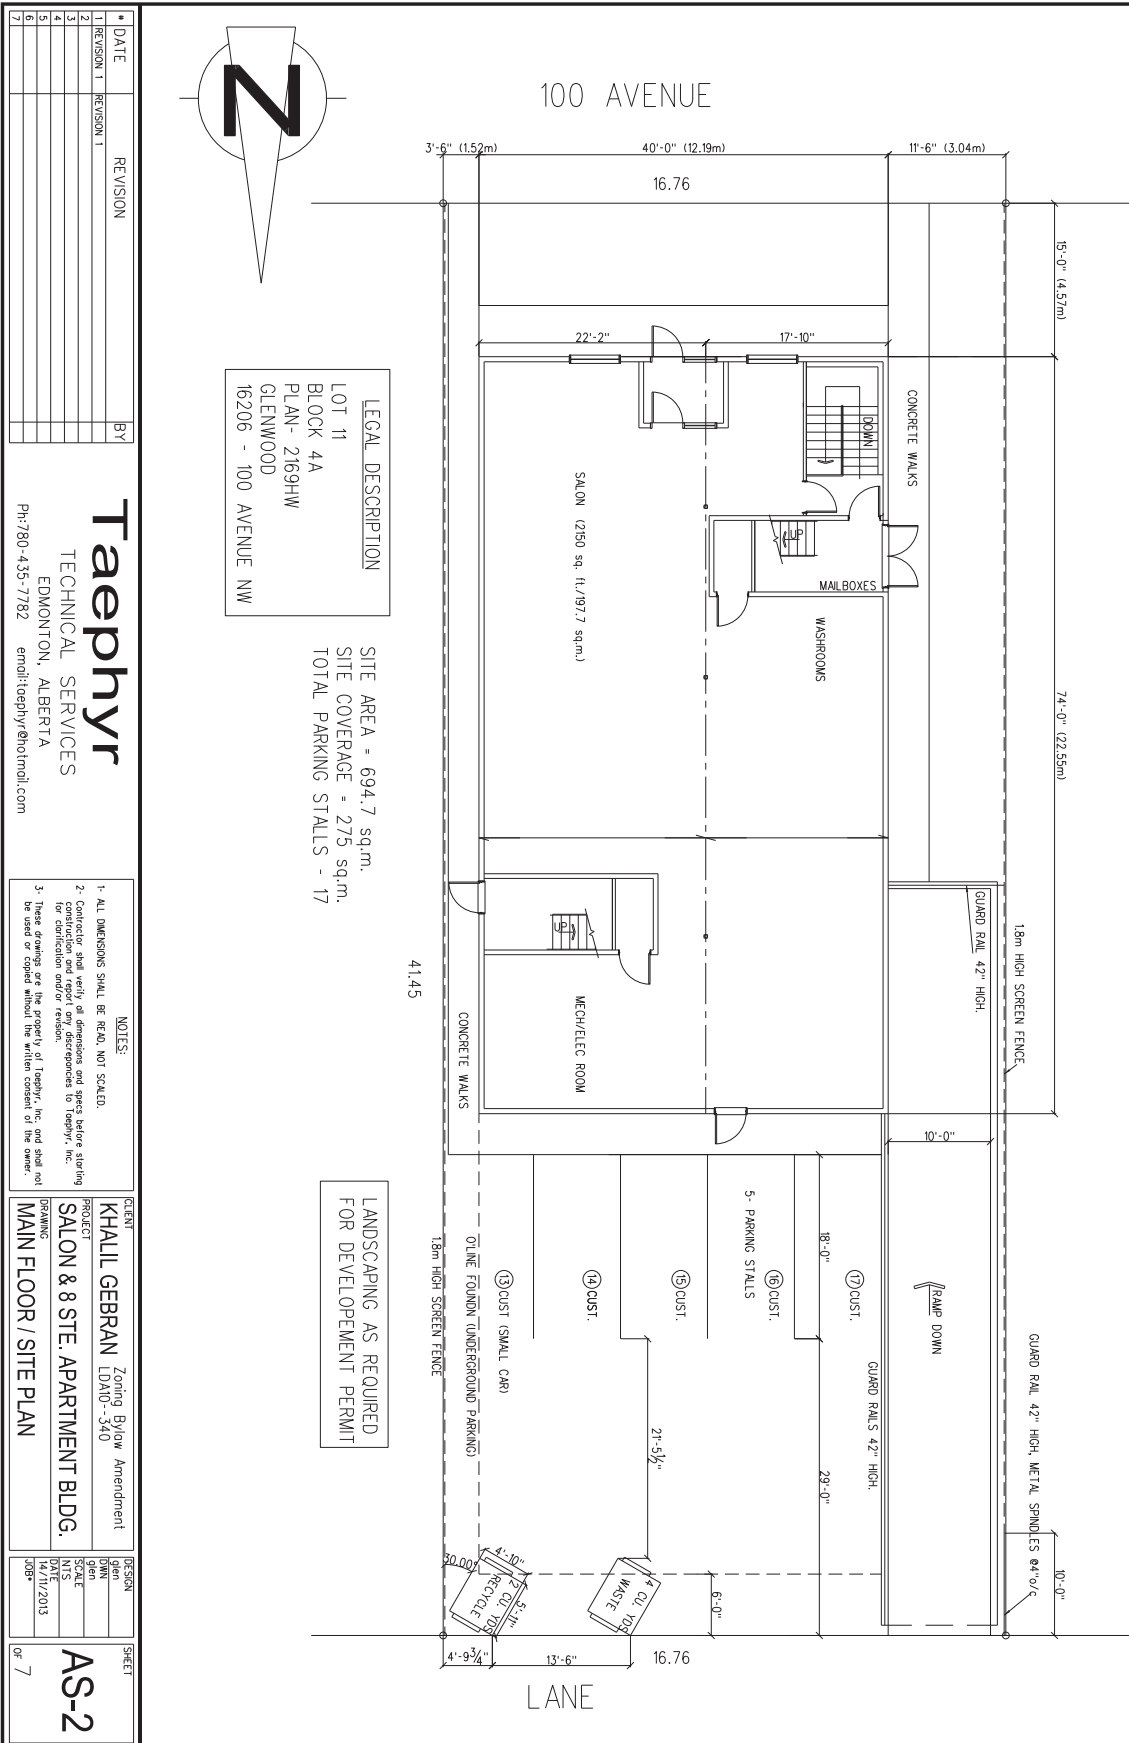 100 AVENUE
3'-6" (1.52m)
40'-0" (12.19m)
11'-6" (3.04m)
16.76
N
15'-0" (4.57m)
22'-2"
17'-10"
DOWN
CONCRETE WALKS
SALON (2150 sq. ft./197.7 sq.m.)
UP
MAILBOXES
WASHROOMS
74'-0" (22.55m)
LEGAL DESCRIPTION
LOT 11
BLOCK 4A
PLAN- 2169HW
GLENWOOD
16206 - 100 AVENUE NW
SITE AREA = 694.7 sq.m.
SITE COVERAGE = 275 sq.m.
TOTAL PARKING STALLS - 17
GUARD RAIL 42" HIGH.
1.8m HIGH SCREEN FENCE
UP
MECH/ELEC ROOM
41.45
CONCRETE WALKS
10'-0"
LANDSCAPING AS REQUIRED
FOR DEVELOPEMENT PERMIT
18'-0"
5- PARKING STALLS
17 CUST.
16 CUST.
15 CUST.
14 CUST.
13 CUST (SMALL CAR)
O'LINE FOUNDN (UNDERGROUND PARKING)
1.8m HIGH SCREEN FENCE
RAMP DOWN
GUARD RAILS 42" HIGH.
GUARD RAIL 42" HIGH, METAL SPINDLES @4"o/c
21'-5½"
29'-0"
10'-0"
6'-0"
4 CU. YDS
WASTE
2 CU. YDS
RECYCLE
4'-10"
5'-11"
30.00°
4'-9¾"
13'-6"
16.76
LANE
# DATE REVISION BY
1 REVISION 1 REVISION 1
2
3
4
5
6
7
Taephyr
TECHNICAL SERVICES
EDMONTON, ALBERTA
Ph:780-435-7782 email:taephyr@hotmail.com
NOTES:
1- ALL DIMENSIONS SHALL BE READ, NOT SCALED.
2- Contractor shall verify all dimensions and specs before starting
construction and report any discrepancies to Taephyr, Inc.
for clarification and/or revision.
3- These drawings are the property of Taephyr, Inc. and shall not
be used or copied without the written consent of the owner.
CLIENT
KHALIL GEBRAN
Zoning Bylaw Amendment
LDA10--340
PROJECT
SALON & 8 STE. APARTMENT BLDG.
DRAWING
MAIN FLOOR / SITE PLAN
DESIGN
glen
DWN
glen
SCALE
NTS
DATE
14/11/2013
JOB#
SHEET
AS-2
OF 7